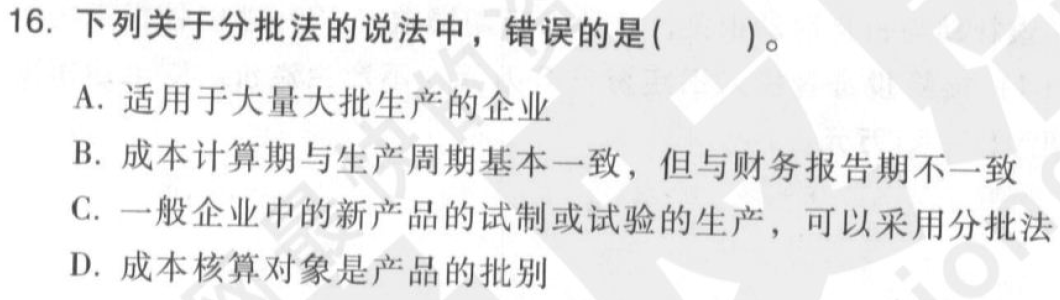 16. 下列关于分批法的说法中，错误的是(　　)。
A. 适用于大量大批生产的企业
B. 成本计算期与生产周期基本一致，但与财务报告期不一致
C. 一般企业中的新产品的试制或试验的生产，可以采用分批法
D. 成本核算对象是产品的批别